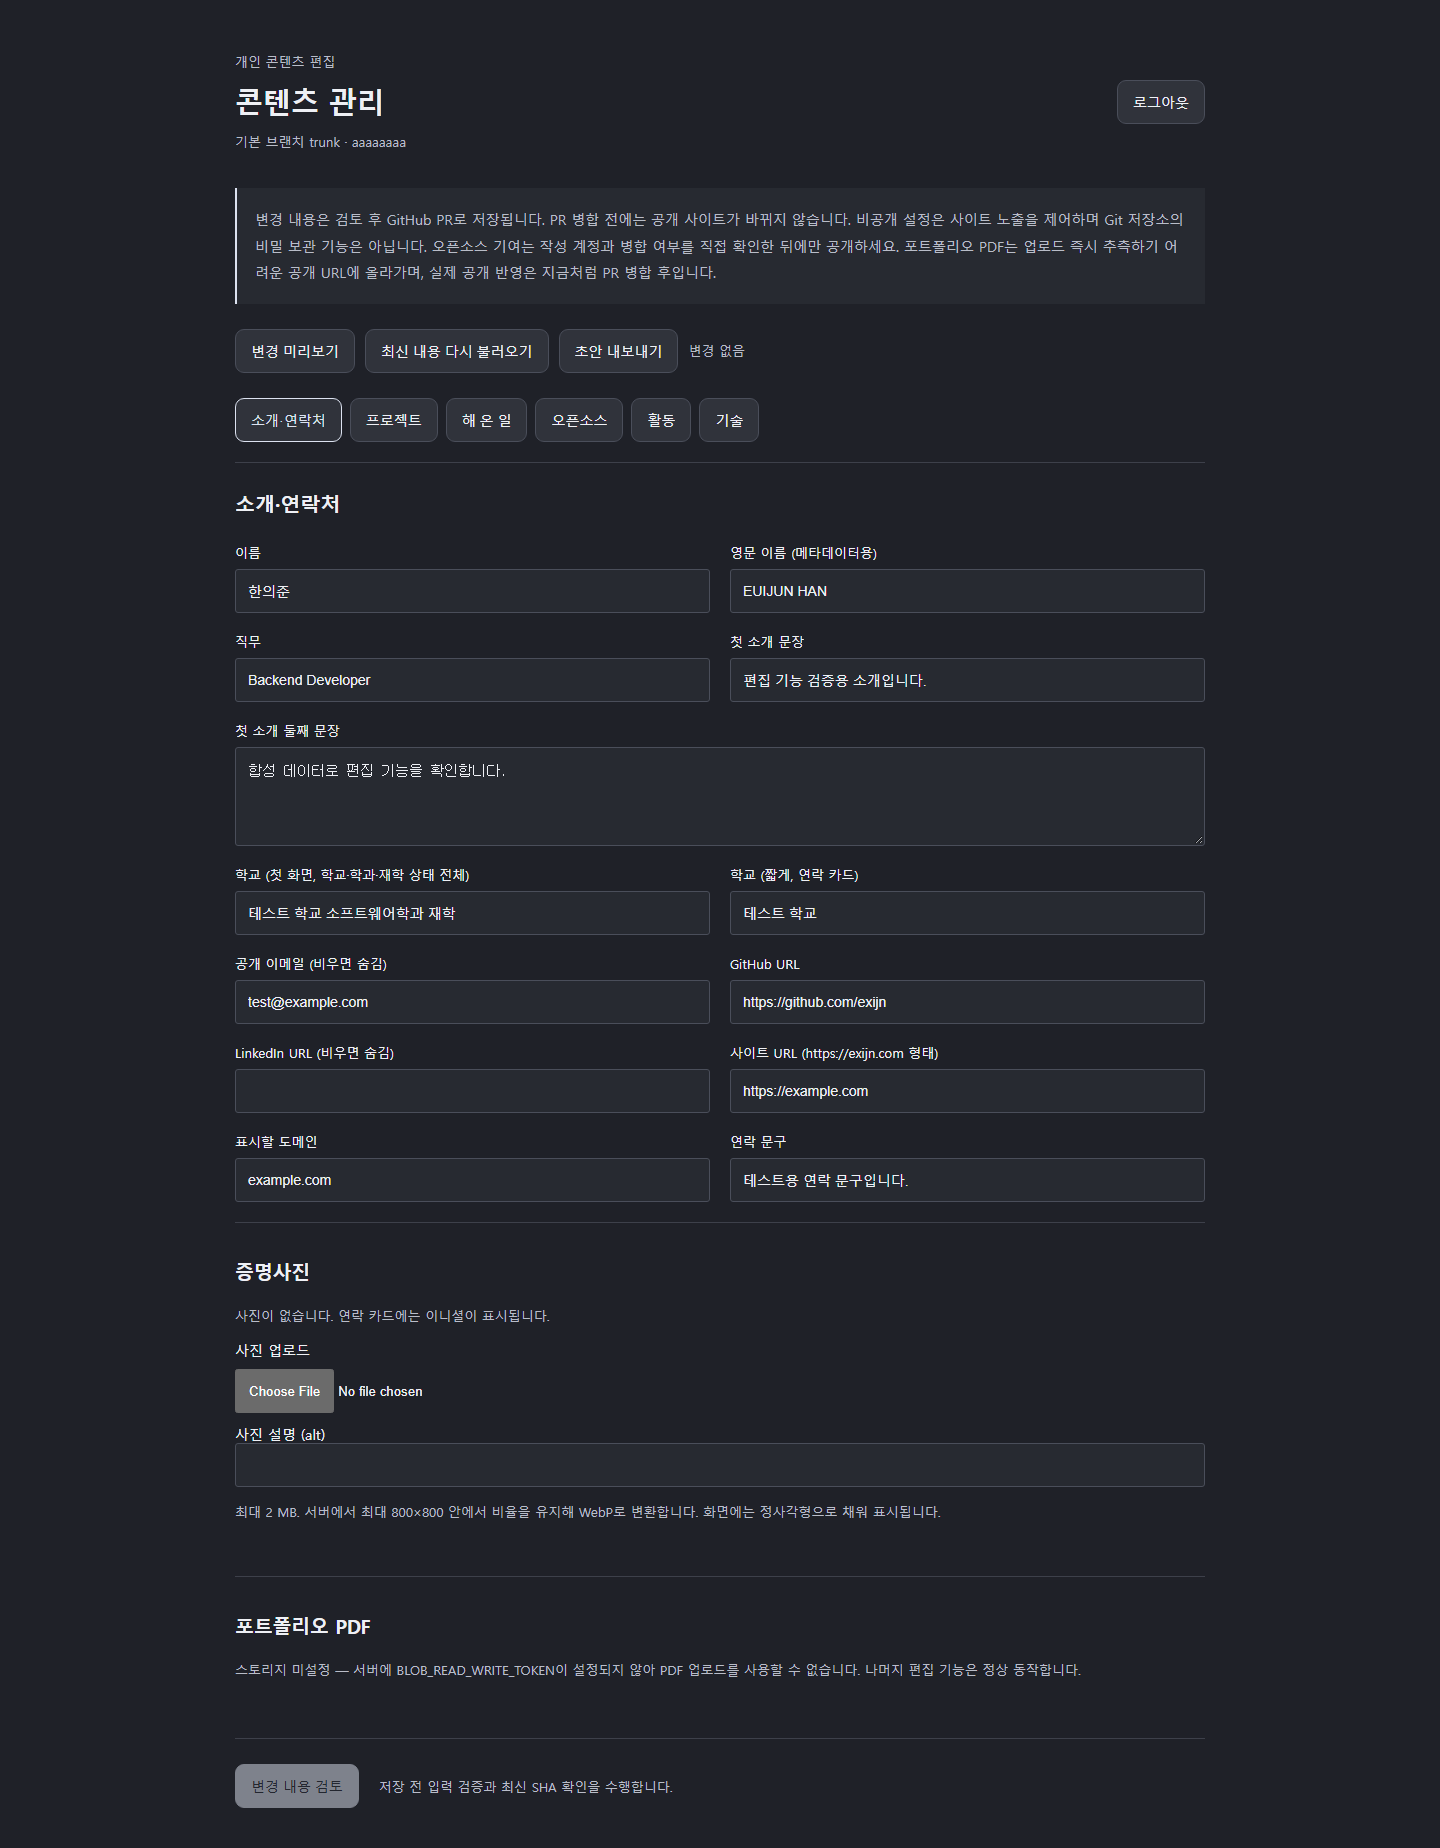 개인 콘텐츠 편집
콘텐츠 관리
로그아웃
기본 브랜치 trunk · aaaaaaaa
변경 내용은 검토 후 GitHub PR로 저장됩니다. PR 병합 전에는 공개 사이트가 바뀌지 않습니다. 비공개 설정은 사이트 노출을 제어하며 Git 저장소의
비밀 보관 기능은 아닙니다. 오픈소스 기여는 작성 계정과 병합 여부를 직접 확인한 뒤에만 공개하세요. 포트폴리오 PDF는 업로드 즉시 추측하기 어
려운 공개 URL에 올라가며, 실제 공개 반영은 지금처럼 PR 병합 후입니다.
변경 미리보기 최신 내용 다시 불러오기 초안 내보내기 변경 없음
소개·연락처 프로젝트 해 온 일 오픈소스 활동 기술
소개·연락처
이름
한의준
영문 이름 (메타데이터용)
EUIJUN HAN
직무
Backend Developer
첫 소개 문장
편집 기능 검증용 소개입니다.
첫 소개 둘째 문장
합성 데이터로 편집 기능을 확인합니다.
학교 (첫 화면, 학교·학과·재학 상태 전체)
테스트 학교 소프트웨어학과 재학
학교 (짧게, 연락 카드)
테스트 학교
공개 이메일 (비우면 숨김)
test@example.com
GitHub URL
https://github.com/exijn
LinkedIn URL (비우면 숨김)
사이트 URL (https://exijn.com 형태)
https://example.com
표시할 도메인
example.com
연락 문구
테스트용 연락 문구입니다.
증명사진
사진이 없습니다. 연락 카드에는 이니셜이 표시됩니다.
사진 업로드
Choose File No file chosen
사진 설명 (alt)
최대 2 MB. 서버에서 최대 800×800 안에서 비율을 유지해 WebP로 변환합니다. 화면에는 정사각형으로 채워 표시됩니다.
포트폴리오 PDF
스토리지 미설정 — 서버에 BLOB_READ_WRITE_TOKEN이 설정되지 않아 PDF 업로드를 사용할 수 없습니다. 나머지 편집 기능은 정상 동작합니다.
변경 내용 검토 저장 전 입력 검증과 최신 SHA 확인을 수행합니다.